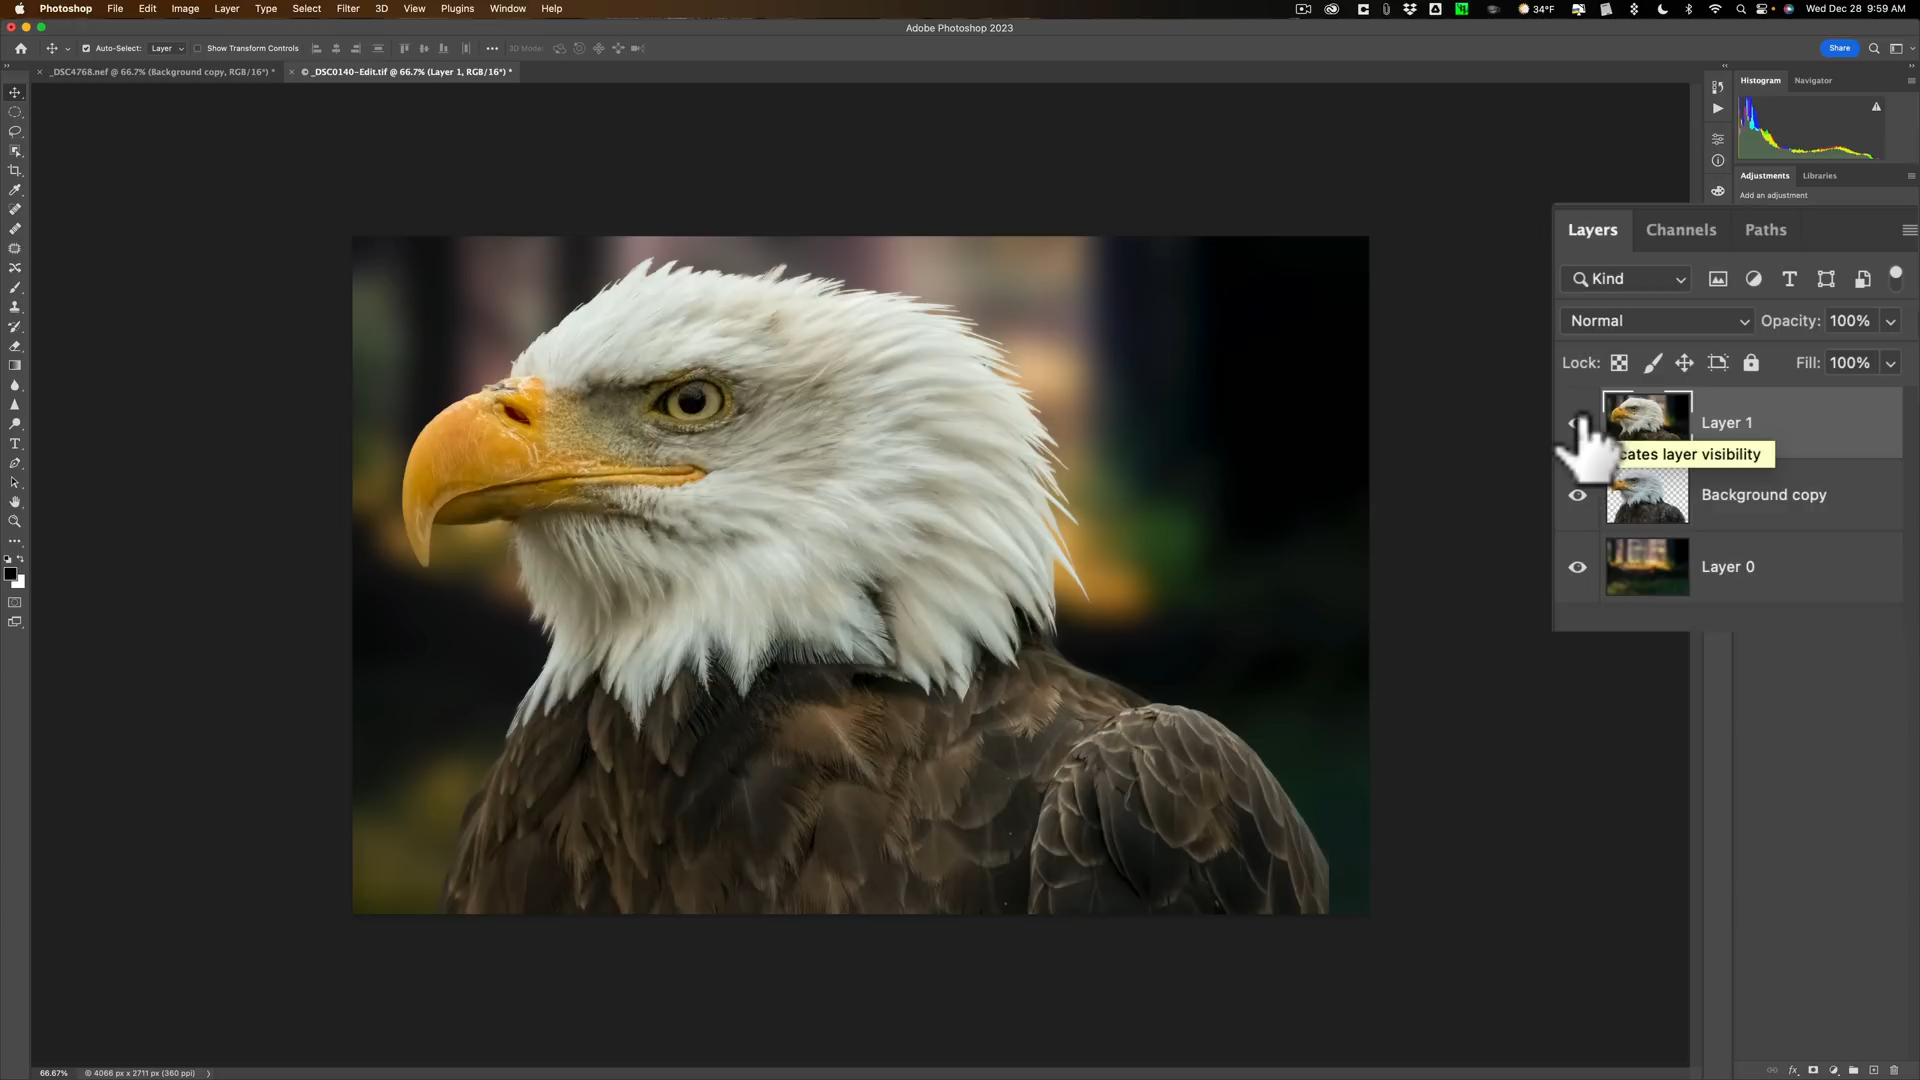 Photoshop File Edit Image Layer Type Select Filter 3D View Plugins Window Help 34°F Wed Dec 28 9:59 AM
Adobe Photoshop 2023
Auto-Select: Layer Show Transform Controls 3D Mode: Share
_DSC4768.nef @ 66.7% (Background copy, RGB/16*) * © _DSC0140-Edit.tif @ 66.7% (Layer 1, RGB/16*) *
Histogram Navigator
Adjustments Libraries
Add an adjustment
Layers Channels Paths
Kind
Normal Opacity: 100%
Lock: Fill: 100%
Layer 1
cates layer visibility
Background copy
Layer 0
66.67% 4066 px x 2711 px (360 ppi)